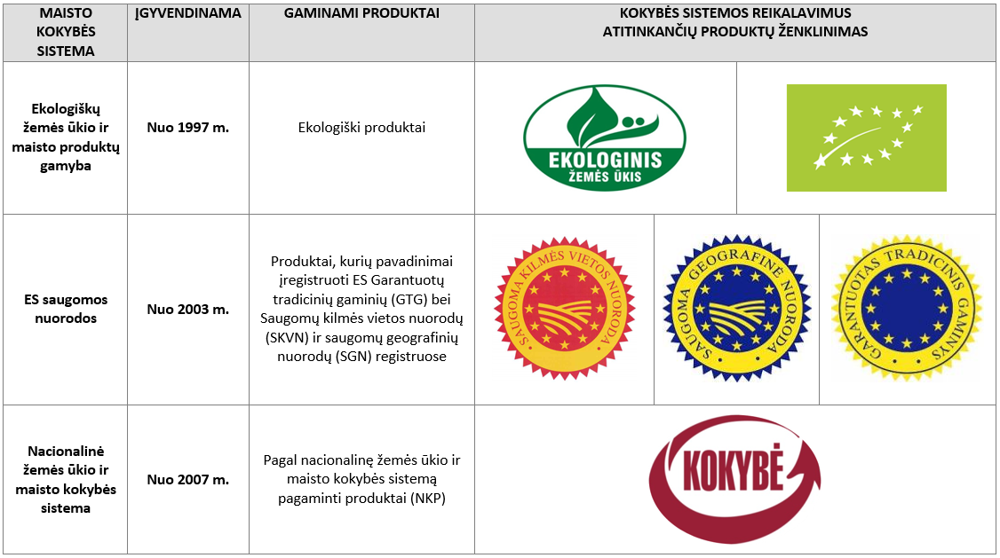 MAISTO
KOKYBĖS
SISTEMA
ĮGYVENDINAMA
GAMINAMI PRODUKTAI
KOKYBĖS SISTEMOS REIKALAVIMUS
ATITINKANČIŲ PRODUKTŲ ŽENKLINIMAS
Ekologiškų
žemės ūkio ir
maisto produktų
gamyba
Nuo 1997 m.
Ekologiški produktai
EKOLOGINIS
ŽEMĖS ŪKIS
ES saugomos
nuorodos
Nuo 2003 m.
Produktai, kurių pavadinimai
įregistruoti ES Garantuotų
tradicinių gaminių (GTG) bei
Saugomų kilmės vietos nuorodų
(SKVN) ir saugomų geografinių
nuorodų (SGN) registruose
SAUGOMA KILMĖS VIETOS NUORODA
SAUGOMA GEOGRAFINĖ NUORODA
GARANTUOTAS TRADICINIS GAMINYS
Nacionalinė
žemės ūkio ir
maisto kokybės
sistema
Nuo 2007 m.
Pagal nacionalinę žemės ūkio ir
maisto kokybės sistemą
pagaminti produktai (NKP)
KOKYBĖ